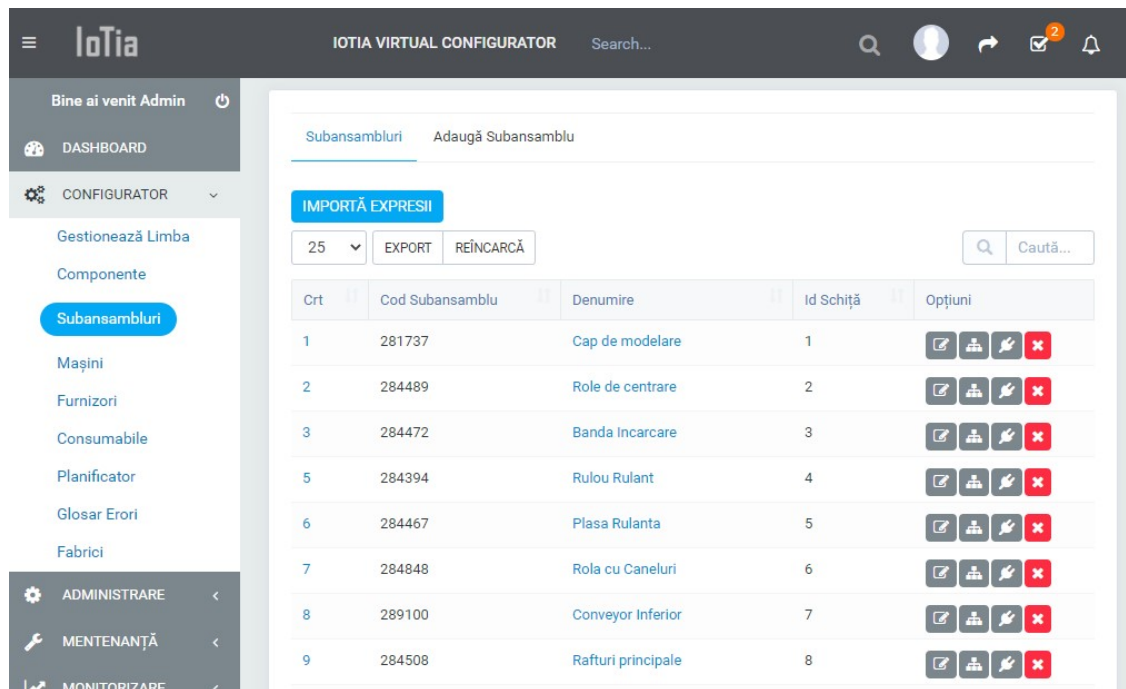 IoTia IOTIA VIRTUAL CONFIGURATOR Search... 2
Bine ai venit Admin
DASHBOARD
CONFIGURATOR
Gestionează Limba
Componente
Subansambluri
Mașini
Furnizori
Consumabile
Planificator
Glosar Erori
Fabrici
ADMINISTRARE
MENTENANȚĂ
MONITORIZARE
Subansambluri Adaugă Subansamblu
IMPORTĂ EXPRESII
25 EXPORT REÎNCARCĂ Caută...
Crt Cod Subansamblu Denumire Id Schiță Opțiuni
1 281737 Cap de modelare 1
2 284489 Role de centrare 2
3 284472 Banda Incarcare 3
5 284394 Rulou Rulant 4
6 284467 Plasa Rulanta 5
7 284848 Rola cu Caneluri 6
8 289100 Conveyor Inferior 7
9 284508 Rafturi principale 8